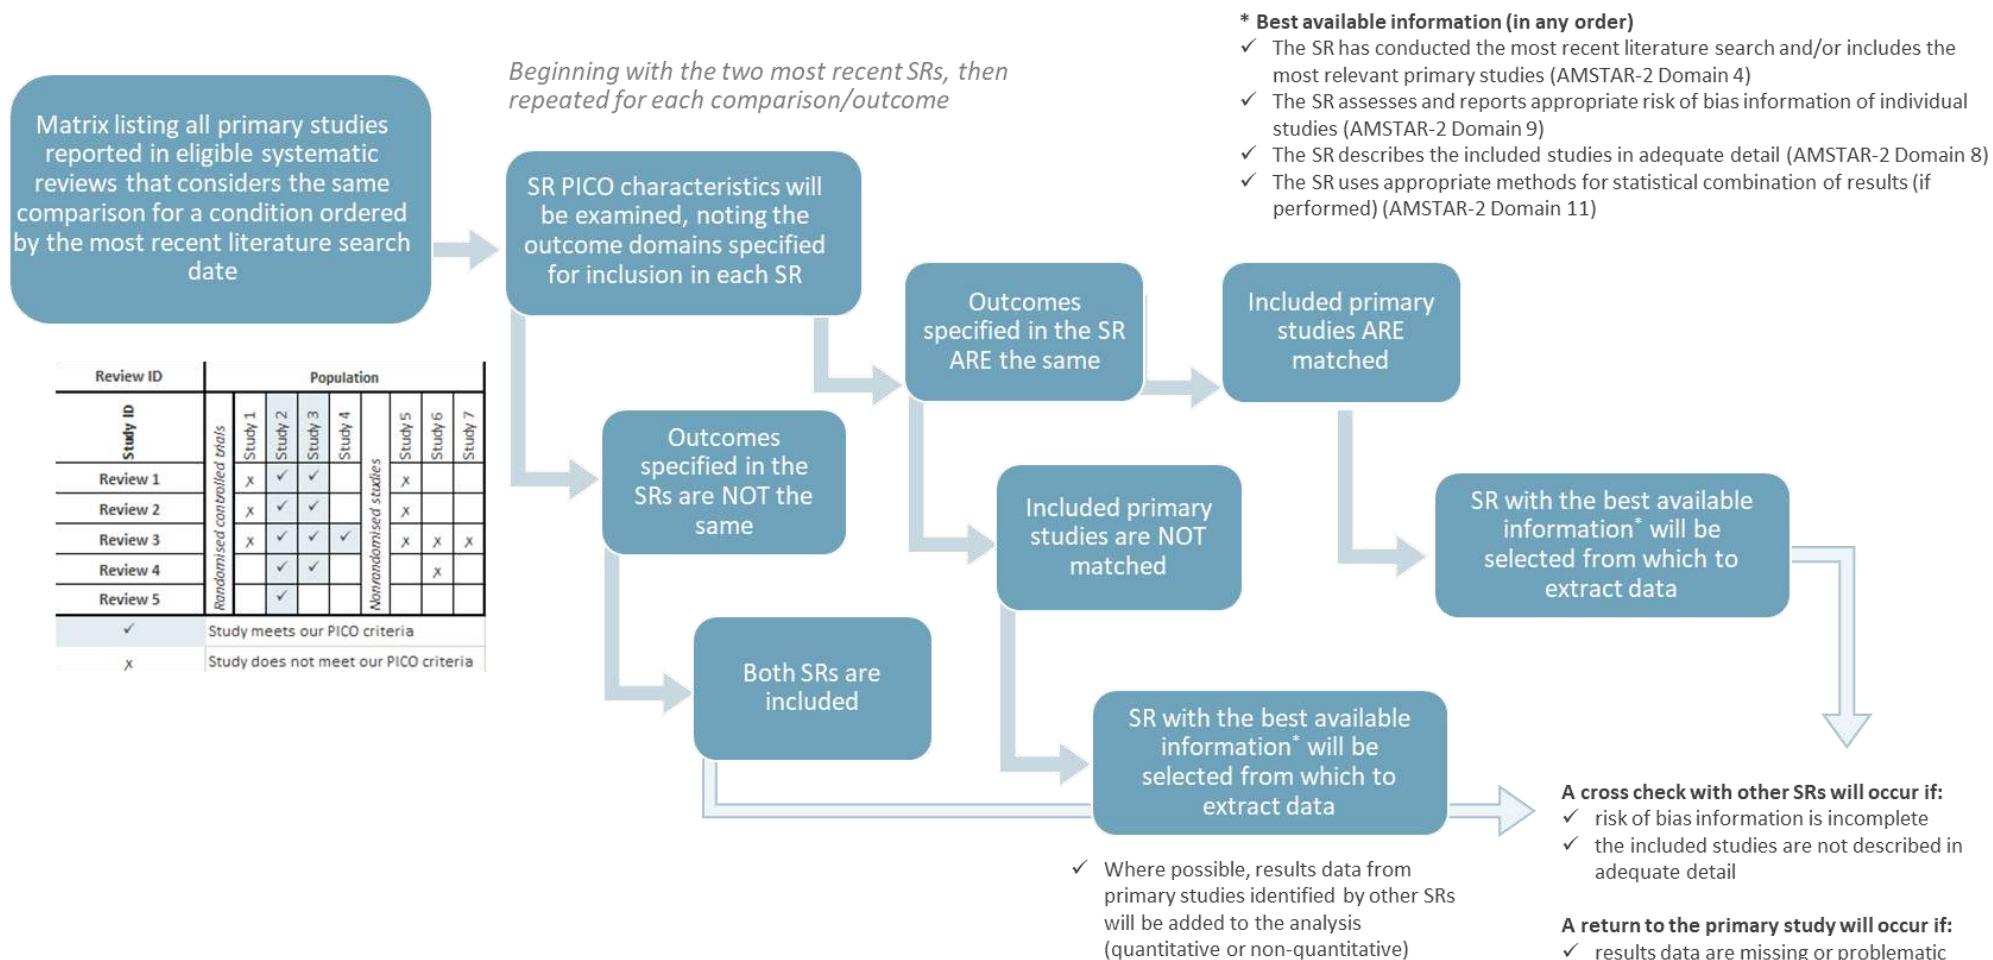 * Best available information (in any order)
✓ The SR has conducted the most recent literature search and/or includes the
most relevant primary studies (AMSTAR-2 Domain 4)
✓ The SR assesses and reports appropriate risk of bias information of individual
studies (AMSTAR-2 Domain 9)
✓ The SR describes the included studies in adequate detail (AMSTAR-2 Domain 8)
✓ The SR uses appropriate methods for statistical combination of results (if
performed) (AMSTAR-2 Domain 11)
Beginning with the two most recent SRs, then
repeated for each comparison/outcome
Matrix listing all primary studies
reported in eligible systematic
reviews that considers the same
comparison for a condition ordered
by the most recent literature search
date
SR PICO characteristics will
be examined, noting the
outcome domains specified
for inclusion in each SR
Outcomes
specified in the SR
ARE the same
Included primary
studies ARE
matched
Outcomes
specified in the
SRs are NOT the
same
Included primary
studies are NOT
matched
SR with the best available
information* will be
selected from which to
extract data
Both SRs are
included
SR with the best available
information* will be
selected from which to
extract data
Review ID Population
Study ID
Randomised controlled trials
Study 1
Study 2
Study 3
Study 4
Nonrandomised studies
Study 5
Study 6
Study 7
Review 1 x ✓ ✓ x
Review 2 x ✓ ✓ x
Review 3 x ✓ ✓ ✓ x x x
Review 4 ✓ ✓ x
Review 5 ✓
✓ Study meets our PICO criteria
x Study does not meet our PICO criteria
✓ Where possible, results data from
primary studies identified by other SRs
will be added to the analysis
(quantitative or non-quantitative)
A cross check with other SRs will occur if:
✓ risk of bias information is incomplete
✓ the included studies are not described in
adequate detail
A return to the primary study will occur if:
✓ results data are missing or problematic